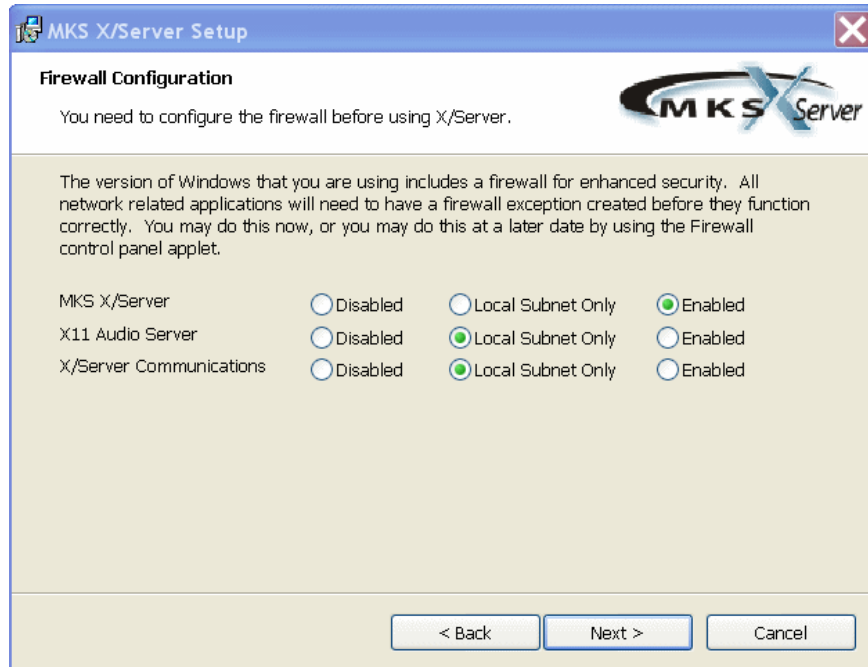 MKS X/Server Setup
Firewall Configuration
You need to configure the firewall before using X/Server.
MKS X Server
The version of Windows that you are using includes a firewall for enhanced security. All
network related applications will need to have a firewall exception created before they function
correctly. You may do this now, or you may do this at a later date by using the Firewall
control panel applet.
MKS X/Server Disabled Local Subnet Only Enabled
X11 Audio Server Disabled Local Subnet Only Enabled
X/Server Communications Disabled Local Subnet Only Enabled
< Back Next > Cancel